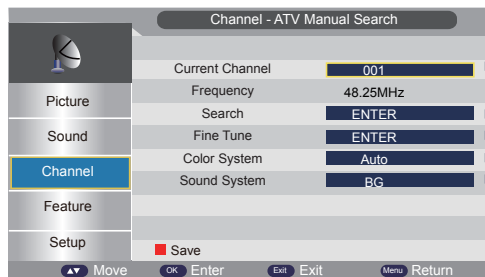 Channel - ATV Manual Search
Current Channel 001
Frequency 48.25MHz
Search ENTER
Fine Tune ENTER
Color System Auto
Sound System BG
Picture
Sound
Channel
Feature
Setup
Save
▲▼ Move OK Enter Exit Exit Menu Return